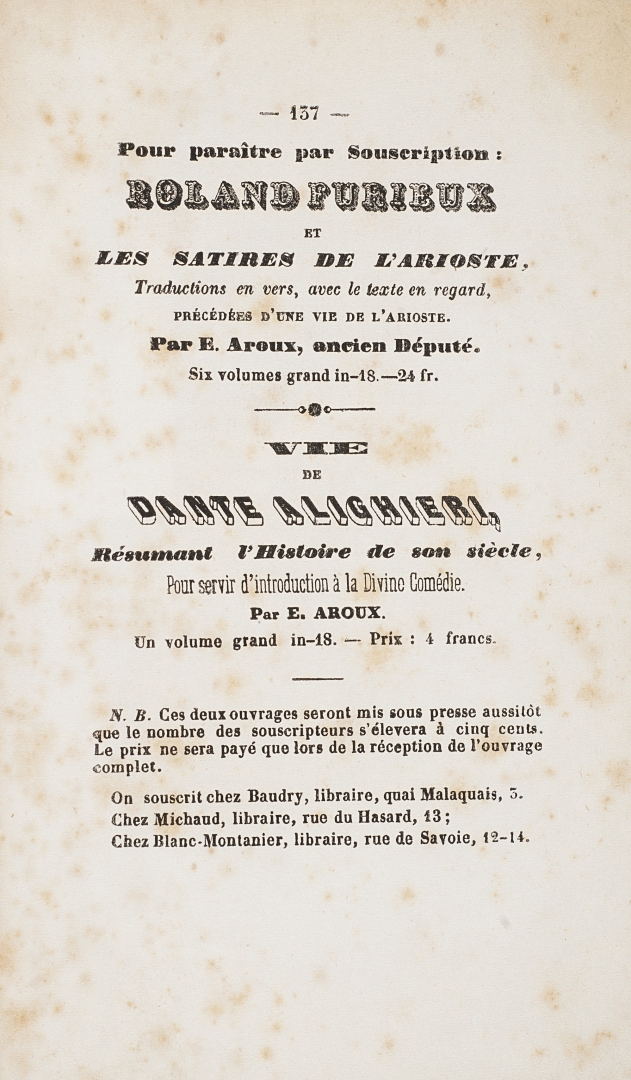 — 137 —
Pour paraître par Souscription :
ROLAND FURIEUX
ET
LES SATIRES DE L'ARIOSTE,
Traductions en vers, avec le texte en regard,
PRÉCÉDÉES D'UNE VIE DE L'ARIOSTE.
Par E. Aroux, ancien Député.
Six volumes grand in-18.—24 fr.
VIE
DE
DANTE ALIGHIERI,
Résumant l'Histoire de son siècle,
Pour servir d'introduction à la Divine Comédie.
Par E. AROUX.
Un volume grand in-18. — Prix : 4 francs.
N. B. Ces deux ouvrages seront mis sous presse aussitôt
que le nombre des souscripteurs s'élevera à cinq cents.
Le prix ne sera payé que lors de la réception de l'ouvrage
complet.
On souscrit chez Baudry, libraire, quai Malaquais, 3.
Chez Michaud, libraire, rue du Hasard, 13 ;
Chez Blanc-Montanier, libraire, rue de Savoie, 12-14.